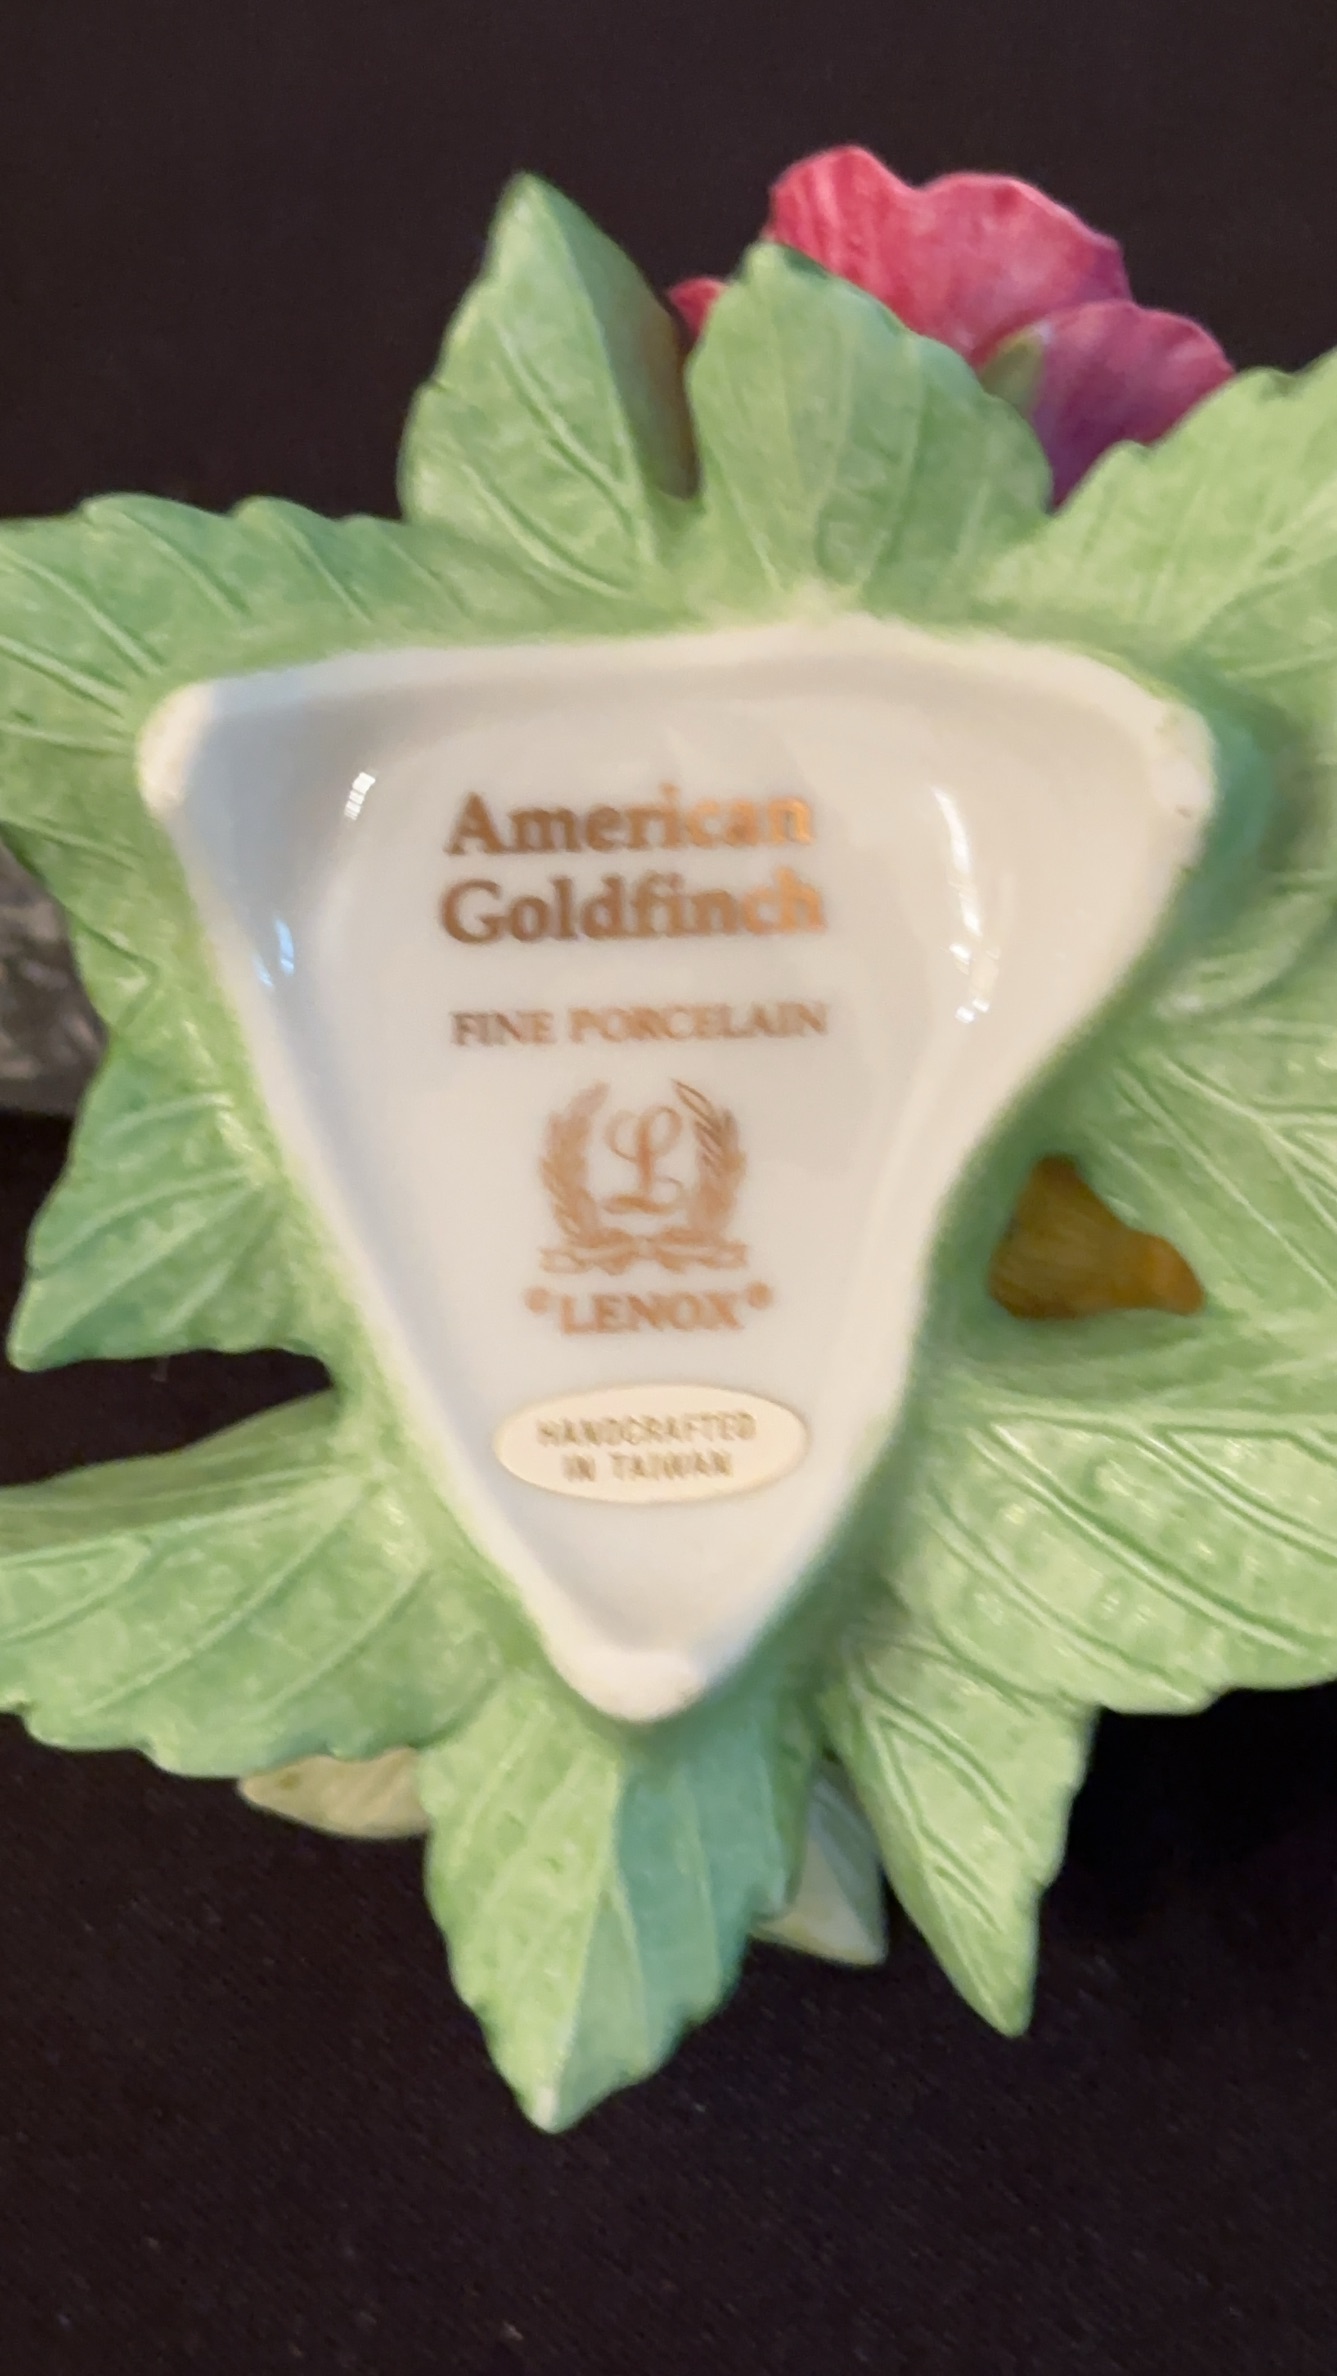 American
Goldfinch
FINE PORCELAIN
L
®LENOX®
HANDCRAFTED
IN TAIWAN